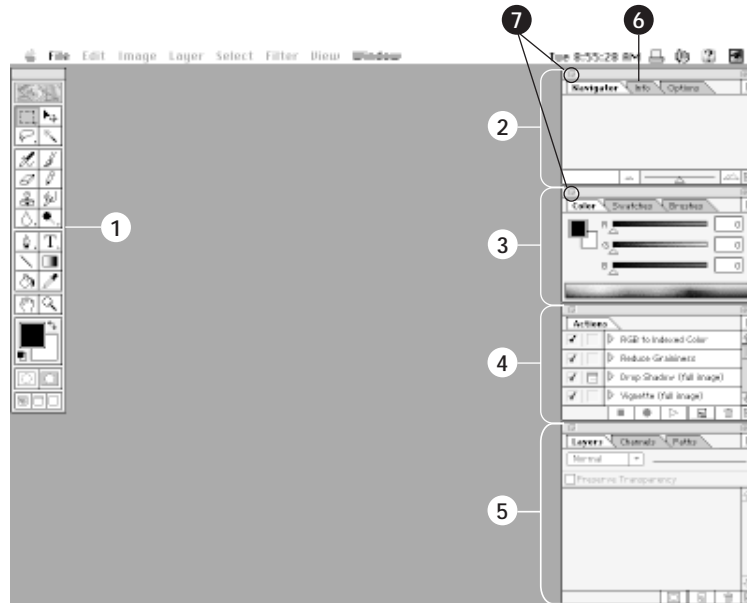 7 6
File Edit Image Layer Select Filter View Window Tue 8:55:28 AM
2
Navigator Info Options
1
T
3
Color Swatches Brushes
R 0
G 0
B 0
4
Actions
RGB to Indexed Color
Reduce Graininess
Drop Shadow (full image)
Vignette (full image)
5
Layers Channels Paths
Normal
Preserve Transparency